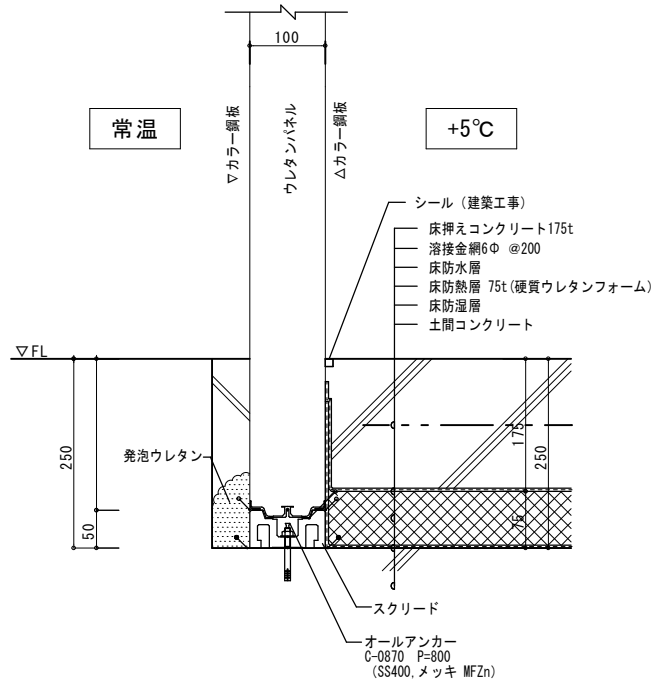 100
常温
▽カラー鋼板
ウレタンパネル
△カラー鋼板
+5℃
シール (建築工事)
床押えコンクリート175t
溶接金網6Φ @200
床防水層
床防熱層 75t(硬質ウレタンフォーム)
床防湿層
土間コンクリート
▽FL
250
50
発泡ウレタン
175
75
250
スクリード
オールアンカー
C-0870 P=800
(SS400,メッキ MFZn)